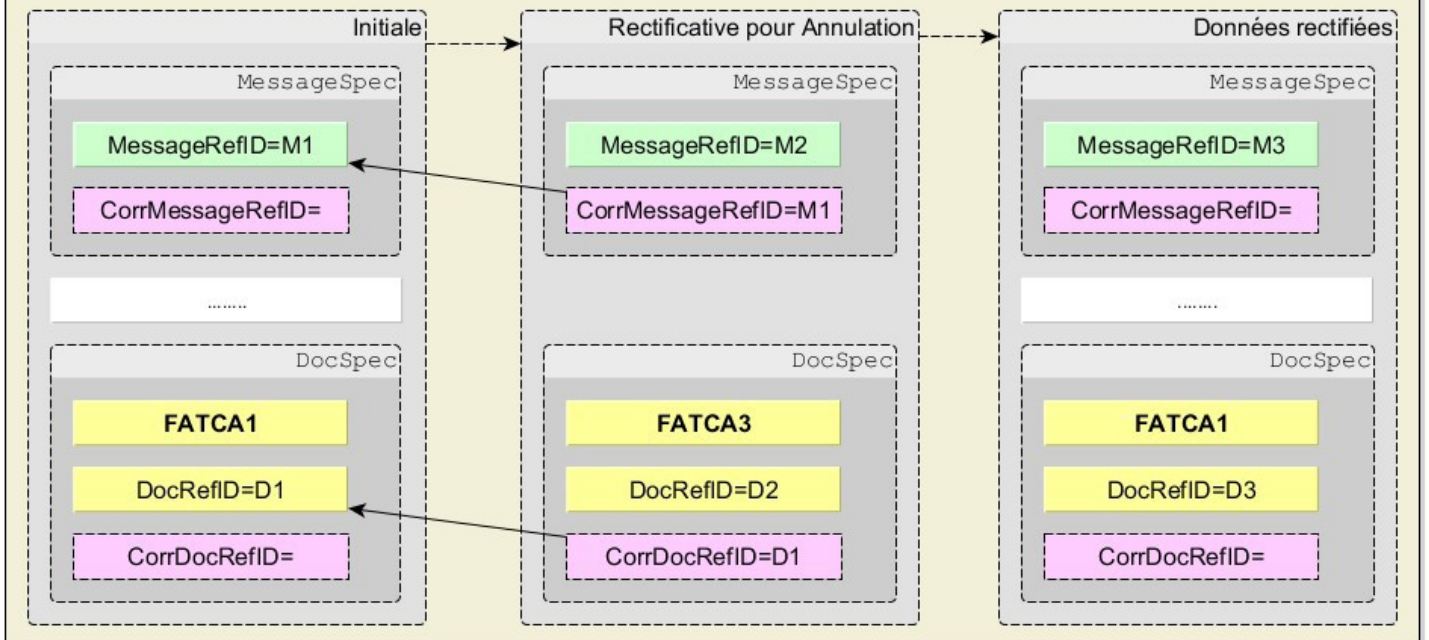 Initiale
MessageSpec
MessageRefID=M1
CorrMessageRefID=
........
DocSpec
FATCA1
DocRefID=D1
CorrDocRefID=
Rectificative pour Annulation
MessageSpec
MessageRefID=M2
CorrMessageRefID=M1
DocSpec
FATCA3
DocRefID=D2
CorrDocRefID=D1
Données rectifiées
MessageSpec
MessageRefID=M3
CorrMessageRefID=
........
DocSpec
FATCA1
DocRefID=D3
CorrDocRefID=